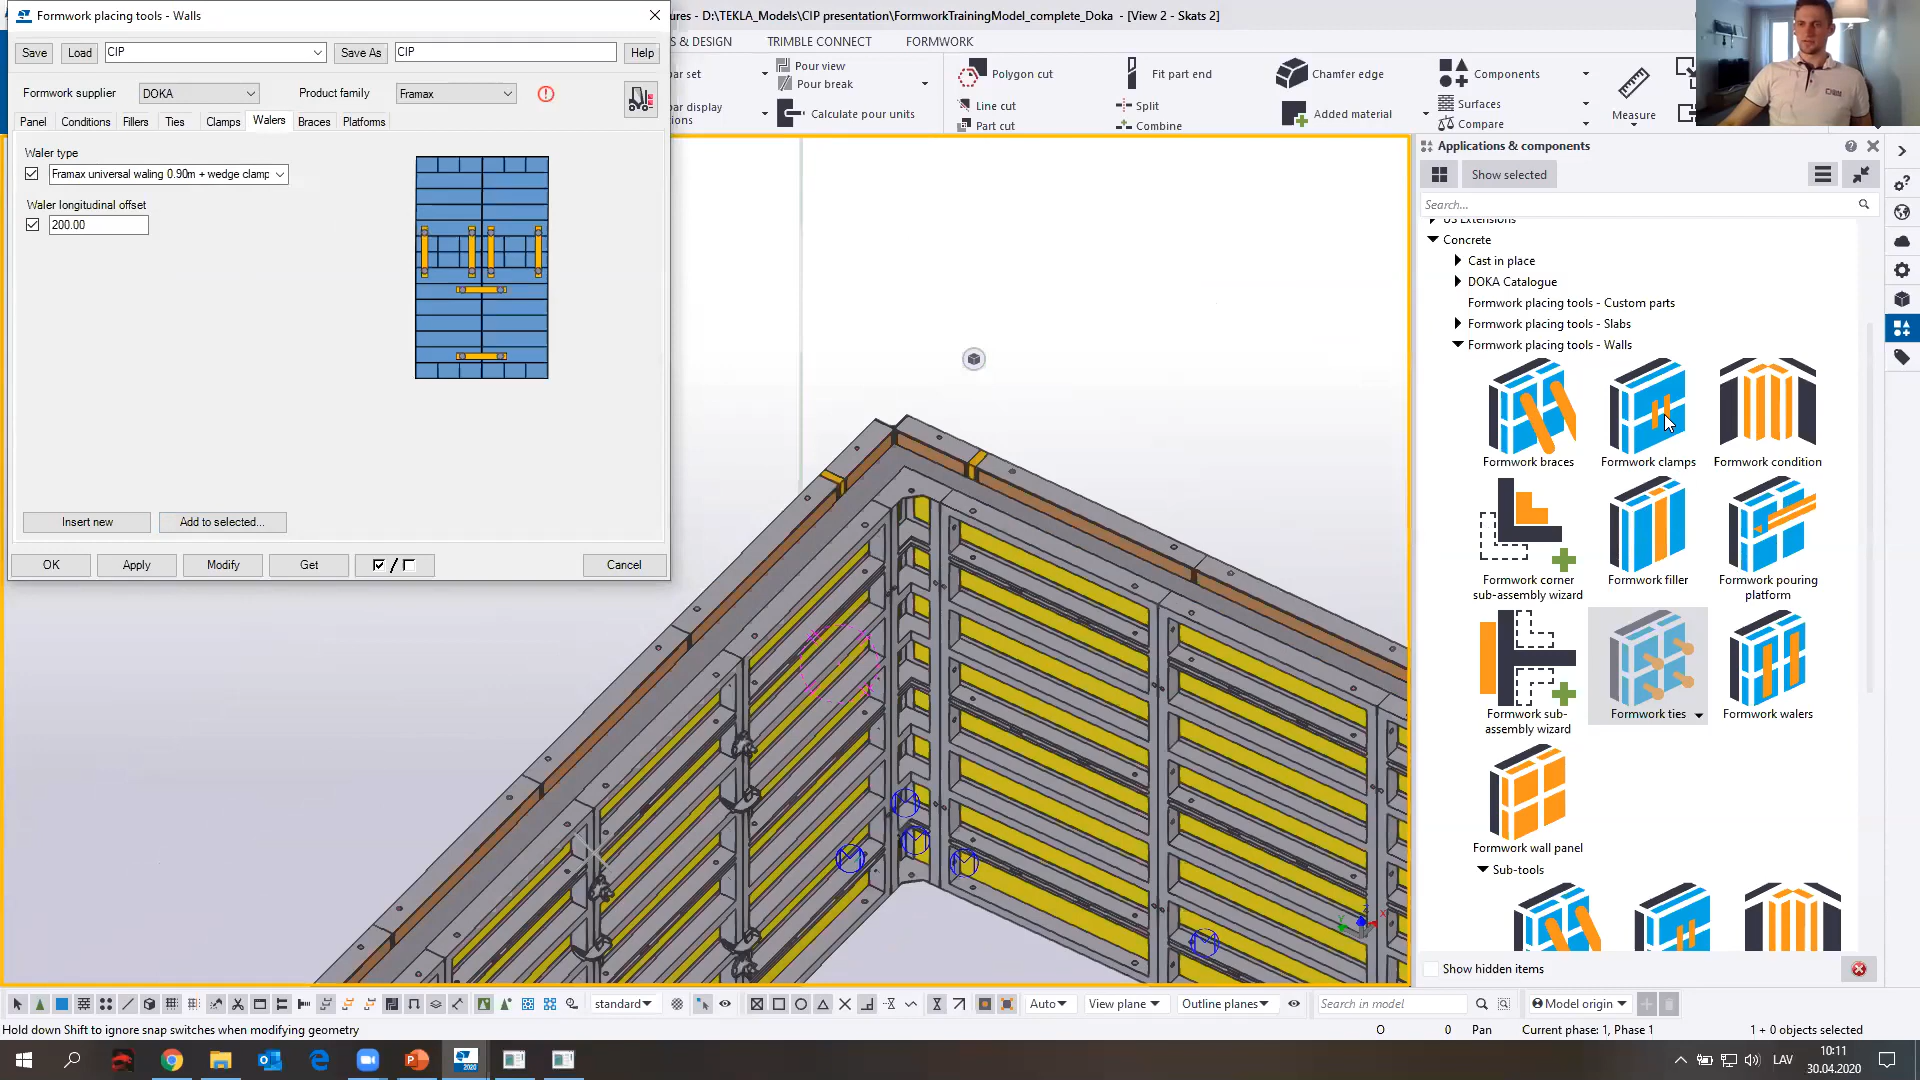 Formwork placing tools - Walls
ures - D:\TEKLA_Models\CIP presentation\FormworkTrainingModel_complete_Doka - [View 2 - Skats 2]
Save
Load
CIP
Save As
CIP
Help
Formwork supplier
DOKA
Product family
Framax
Panel
Conditions
Fillers
Ties
Clamps
Walers
Braces
Platforms
Waler type
Framax universal waling 0.90m + wedge clamp
Waler longitudinal offset
200.00
Insert new
Add to selected...
OK
Apply
Modify
Get
/
Cancel
S & DESIGN
TRIMBLE CONNECT
FORMWORK
bar set
bar display
ons
Pour view
Pour break
Calculate pour units
Polygon cut
Line cut
Part cut
Fit part end
Split
Combine
Chamfer edge
Added material
Components
Surfaces
Compare
Measure
Applications & components
Show selected
Search...
US Extensions
Concrete
Cast in place
DOKA Catalogue
Formwork placing tools - Custom parts
Formwork placing tools - Slabs
Formwork placing tools - Walls
Formwork braces
Formwork clamps
Formwork condition
Formwork corner
sub-assembly wizard
Formwork filler
Formwork pouring
platform
Formwork sub-
assembly wizard
Formwork ties
Formwork walers
Formwork wall panel
Sub-tools
Show hidden items
standard
Auto
View plane
Outline planes
Search in model
Model origin
Hold down Shift to ignore snap switches when modifying geometry
O
0
Pan
Current phase: 1, Phase 1
1 + 0 objects selected
2020
LAV
10:11
30.04.2020